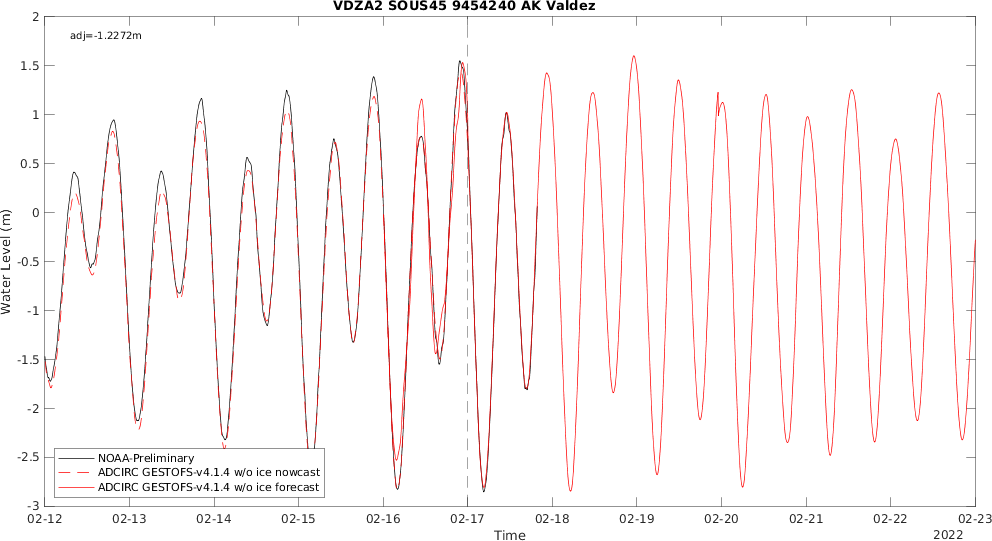 VDZA2 SOUS45 9454240 AK Valdez
adj=-1.2272m
2
1.5
1
0.5
0
-0.5
-1
-1.5
-2
-2.5
-3
Water Level (m)
NOAA-Preliminary
ADCIRC GESTOFS-v4.1.4 w/o ice nowcast
ADCIRC GESTOFS-v4.1.4 w/o ice forecast
02-12 02-13 02-14 02-15 02-16 02-17 02-18 02-19 02-20 02-21 02-22 02-23
Time
2022